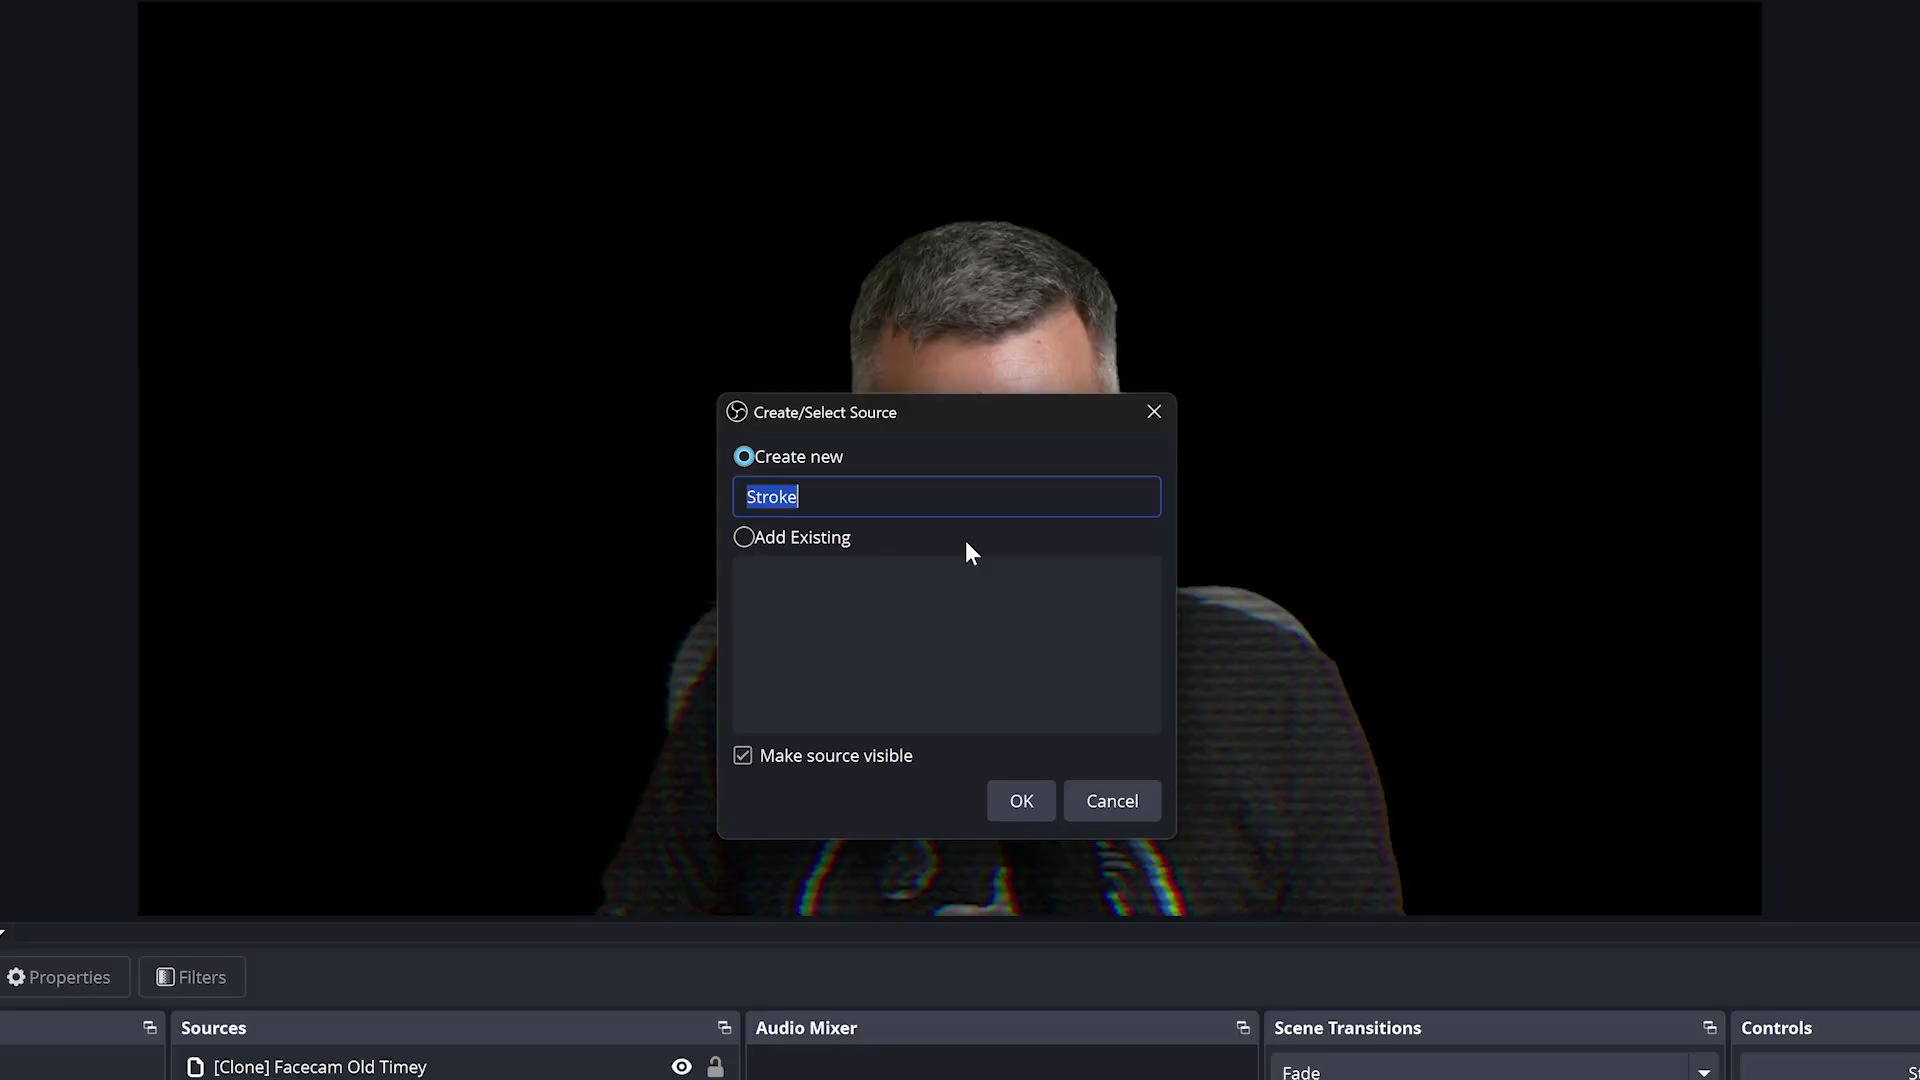 Create/Select Source
Create new
Stroke
Add Existing
Make source visible
OK
Cancel
Properties
Filters
Sources
Audio Mixer
Scene Transitions
Controls
[Clone] Facecam Old Timey
Fade